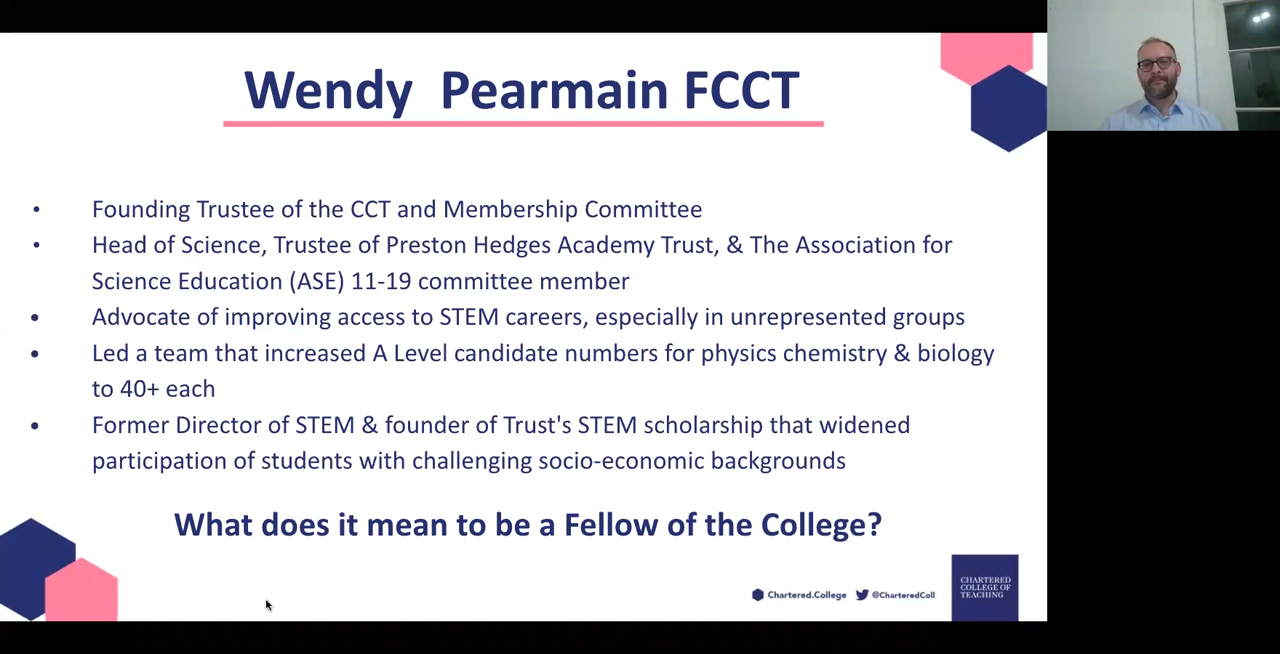 Wendy  Pearmain FCCT
• Founding Trustee of the CCT and Membership Committee
• Head of Science, Trustee of Preston Hedges Academy Trust, & The Association for
Science Education (ASE) 11-19 committee member
• Advocate of improving access to STEM careers, especially in unrepresented groups
• Led a team that increased A Level candidate numbers for physics chemistry & biology
to 40+ each
• Former Director of STEM & founder of Trust's STEM scholarship that widened
participation of students with challenging socio-economic backgrounds
What does it mean to be a Fellow of the College?
Chartered.College @CharteredColl
CHARTERED
COLLEGE OF
TEACHING